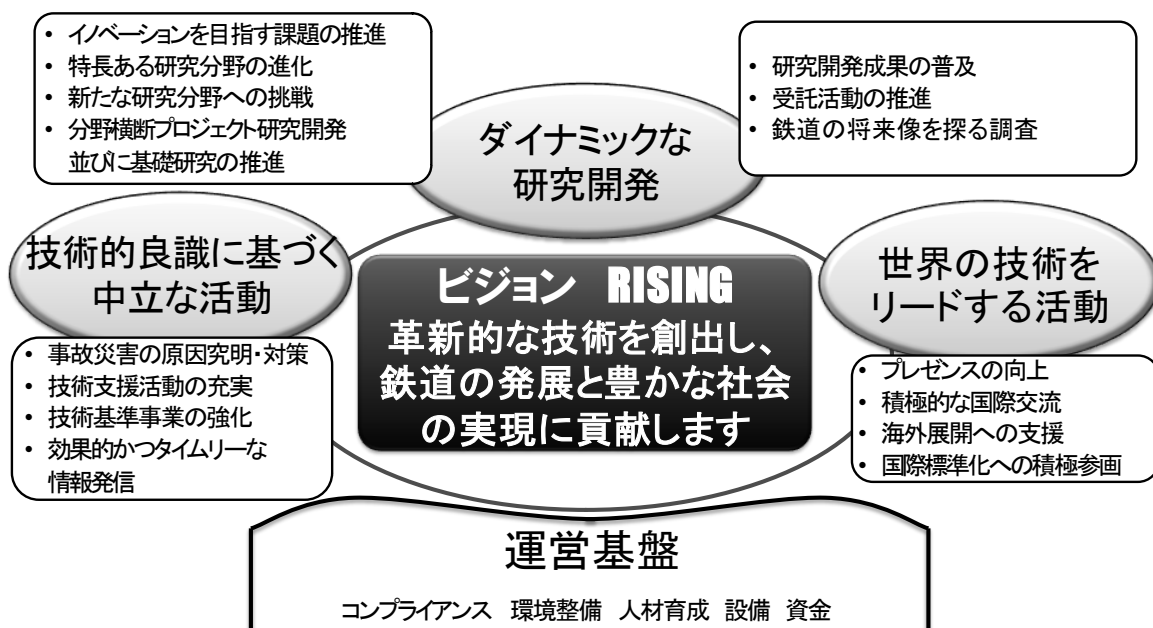 • イノベーションを目指す課題の推進
• 特長ある研究分野の進化
• 新たな研究分野への挑戦
• 分野横断プロジェクト研究開発
並びに基礎研究の推進
• 研究開発成果の普及
• 受託活動の推進
• 鉄道の将来像を探る調査
ダイナミックな
研究開発
技術的良識に基づく
中立な活動
• 事故災害の原因究明・対策
• 技術支援活動の充実
• 技術基準事業の強化
• 効果的かつタイムリーな
情報発信
ビジョン RISING
革新的な技術を創出し、
鉄道の発展と豊かな社会
の実現に貢献します
世界の技術を
リードする活動
• プレゼンスの向上
• 積極的な国際交流
• 海外展開への支援
• 国際標準化への積極参画
運営基盤
コンプライアンス 環境整備 人材育成 設備 資金